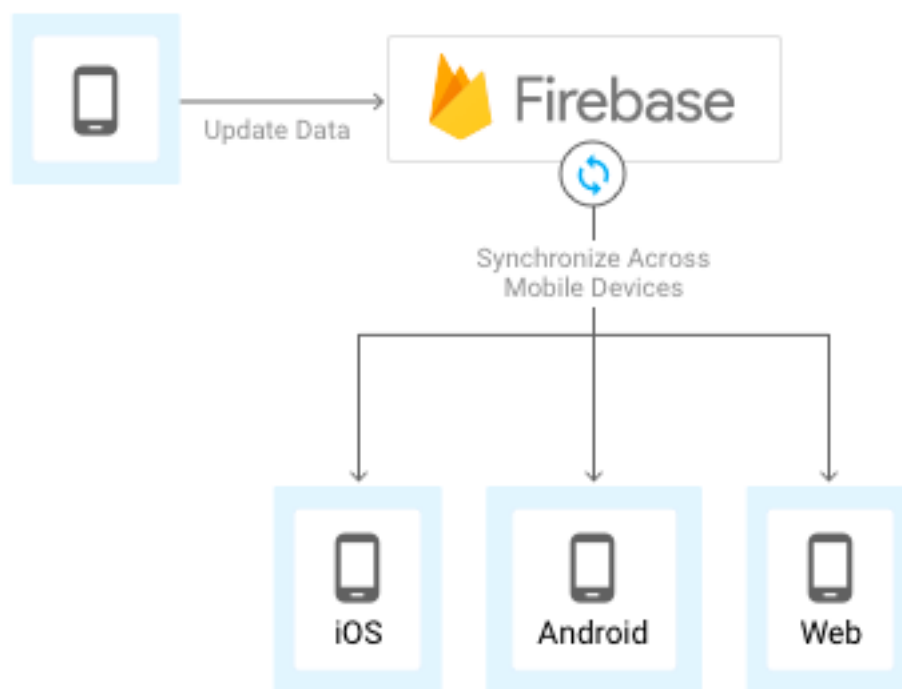 Firebase
Update Data
Synchronize Across
Mobile Devices
iOS
Android
Web